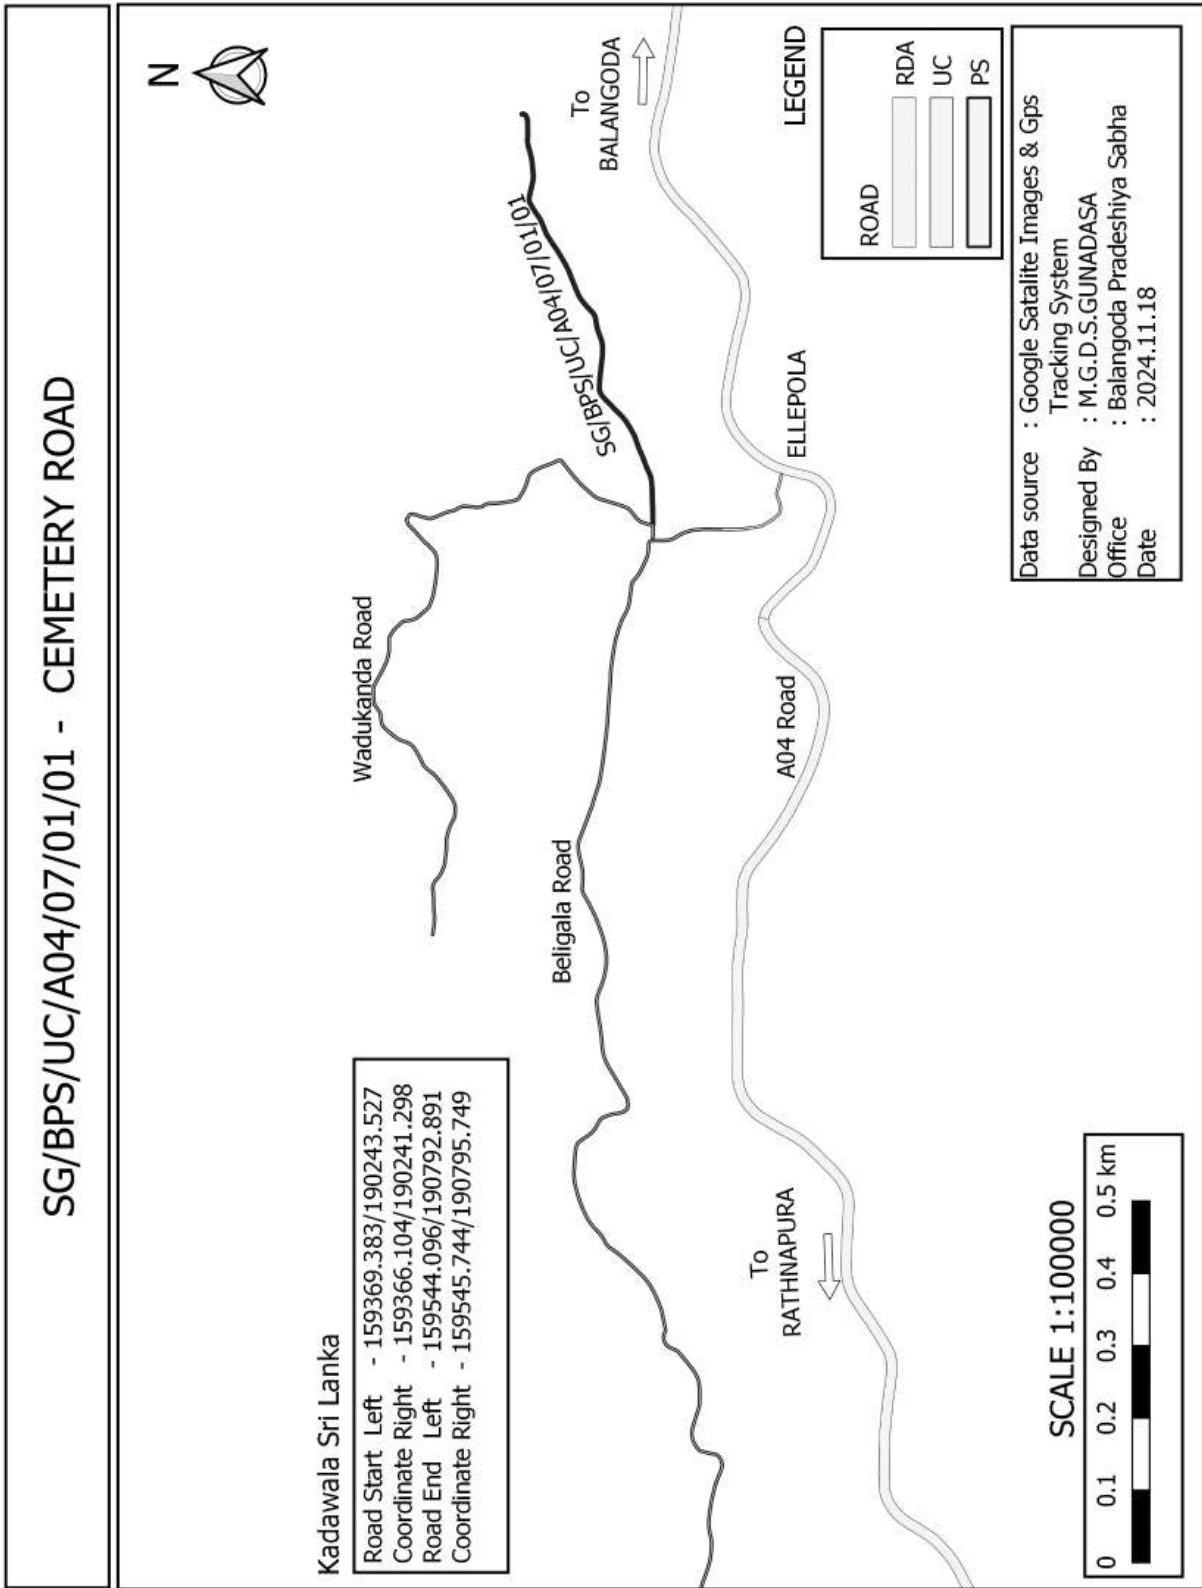 SG/BPS/UC/A04/07/01/01 - CEMETERY ROAD
N
Kadawala Sri Lanka
Road Start Left - 159369.383/190243.527
Coordinate Right - 159366.104/190241.298
Road End Left - 159544.096/190792.891
Coordinate Right - 159545.744/190795.749
Wadukanda Road
Beligala Road
SG/BPS/UC/A04/07/01/01
To
BALANGODA
ELLEPOLA
A04 Road
To
RATHNAPURA
LEGEND
ROAD
RDA
UC
PS
Data source : Google Satalite Images & Gps
Tracking System
Designed By : M.G.D.S.GUNADASA
Office : Balangoda Pradeshiya Sabha
Date : 2024.11.18
SCALE 1:100000
0 0.1 0.2 0.3 0.4 0.5 km